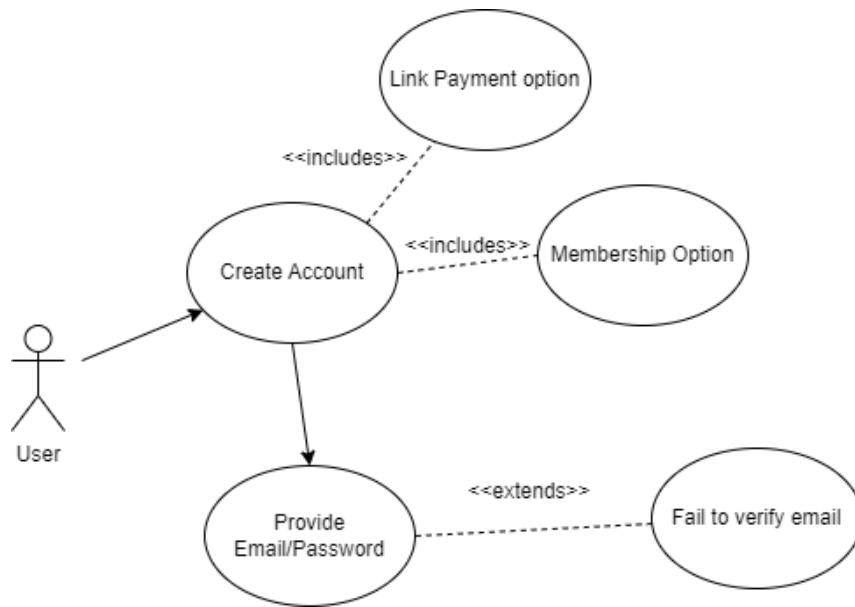 Link Payment option
<<includes>>
<<includes>>
Membership Option
Create Account
User
<<extends>>
Provide
Email/Password
Fail to verify email